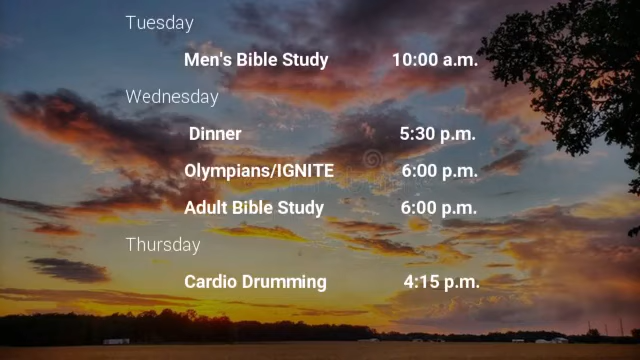 Tuesday
Men's Bible Study 10:00 a.m.
Wednesday
Dinner 5:30 p.m.
Olympians/IGNITE 6:00 p.m.
Adult Bible Study 6:00 p.m.
Thursday
Cardio Drumming 4:15 p.m.